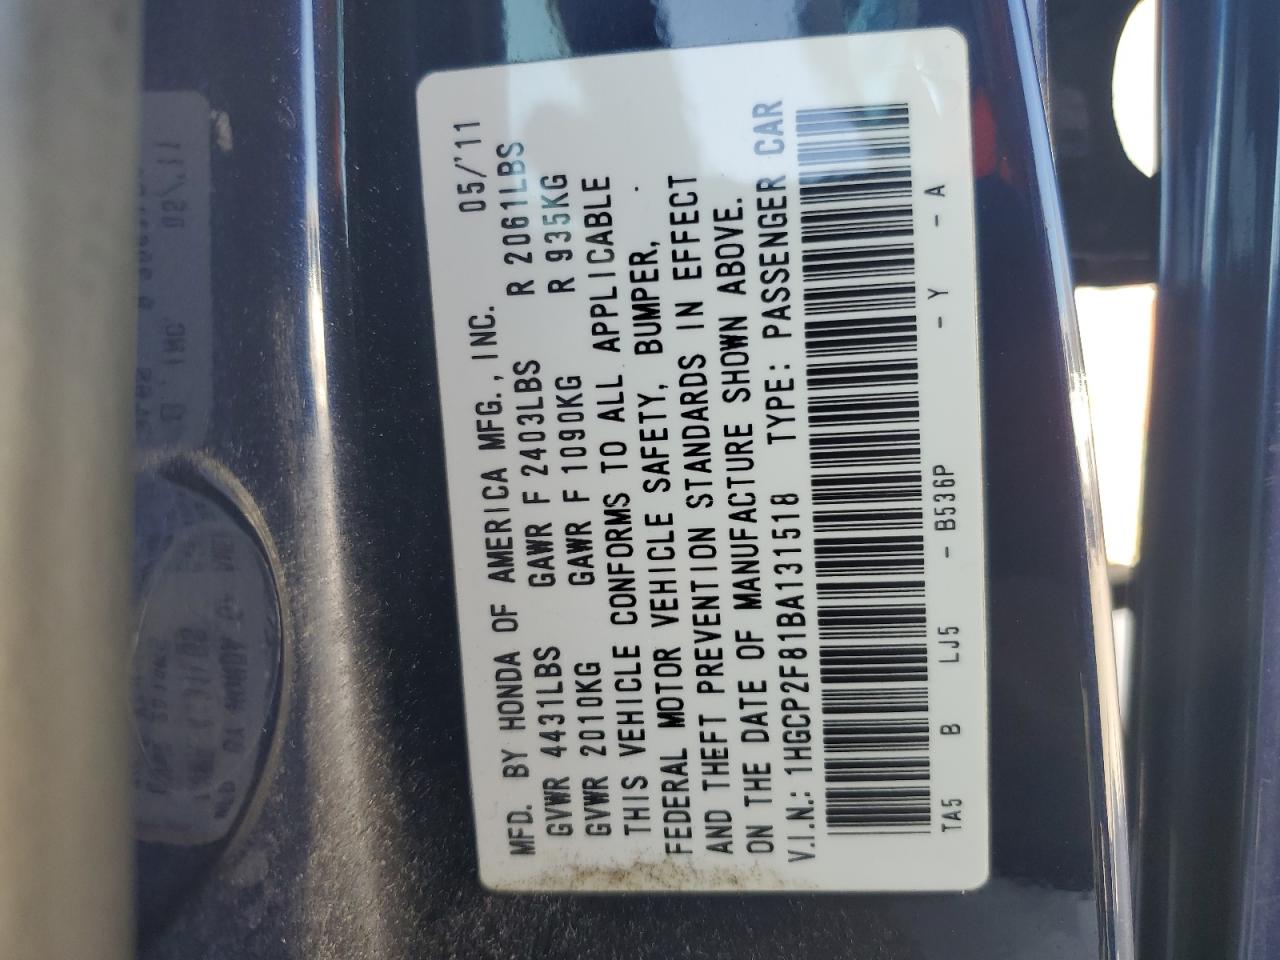 MFD. BY HONDA OF AMERICA MFG., INC. 05/'11
GVWR 4431LBS GAWR F 2403LBS R 2061LBS
GVWR 2010KG GAWR F 1090KG R 935KG
THIS VEHICLE CONFORMS TO ALL APPLICABLE
FEDERAL MOTOR VEHICLE SAFETY, BUMPER,
AND THEFT PREVENTION STANDARDS IN EFFECT
ON THE DATE OF MANUFACTURE SHOWN ABOVE.
V.I.N.: 1HGCP2F81BA131518 TYPE: PASSENGER CAR
TA5 B LJ5 - B536P - Y - A